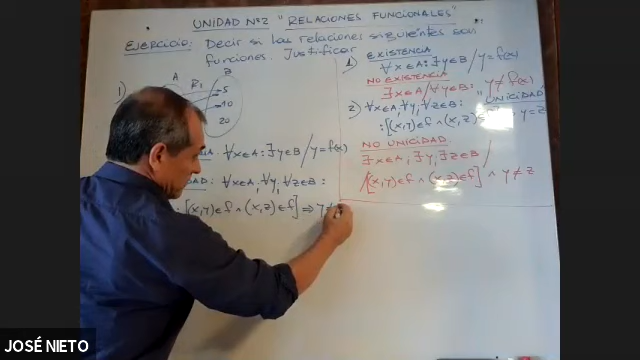 UNIDAD Nº2 "RELACIONES FUNCIONALES"
Ejercicio: Decir si las relaciones siguientes son
funciones. Justificar
1)
A R₁ B
5
10
20
. ∀x∈A: ∃y∈B / y=f(x)
DAD: ∀x∈A, ∀y, ∀z∈B:
: [(x,y)∈f ∧ (x,z)∈f] ⇒ y≠
1) EXISTENCIA
∀x∈A: ∃y∈B / y=f(x)
NO EXISTENCIA
∃x∈A / ∀y∈B: y≠f(x)
"UNICIDAD
2) ∀x∈A, ∀y, ∀z∈B:
: [(x,y)∈f ∧ (x,z)∈ y=z
NO UNICIDAD.
∃x∈A, ∃y, ∃z∈B /
/[(x,y)∈f ∧ (x,z)∈f] ∧ y≠z
JOSÉ NIETO